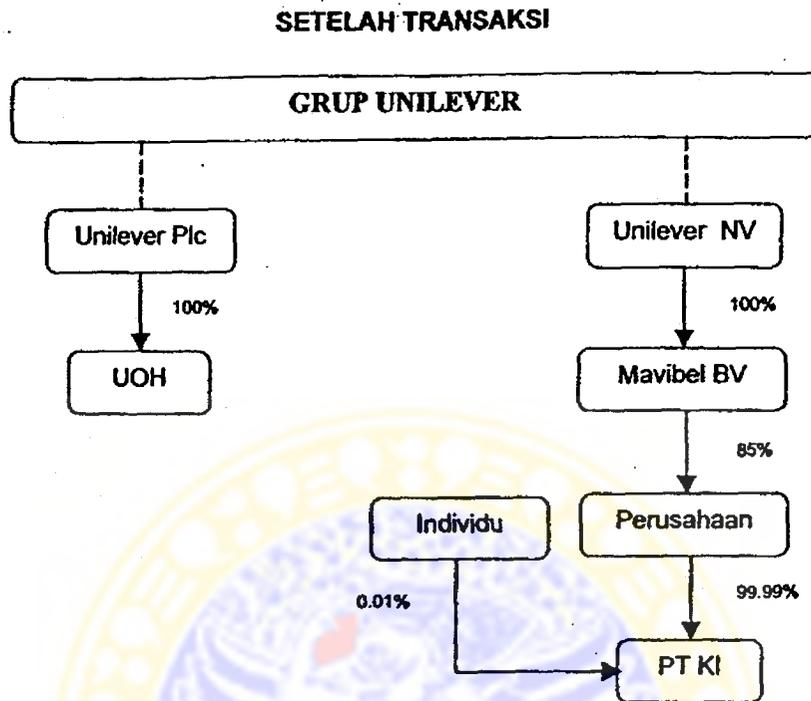 SETELAH TRANSAKSI
GRUP UNILEVER
Unilever Plc
Unilever NV
100%
100%
UOH
Mavibel BV
85%
Individu
Perusahaan
0.01%
99.99%
PT KI